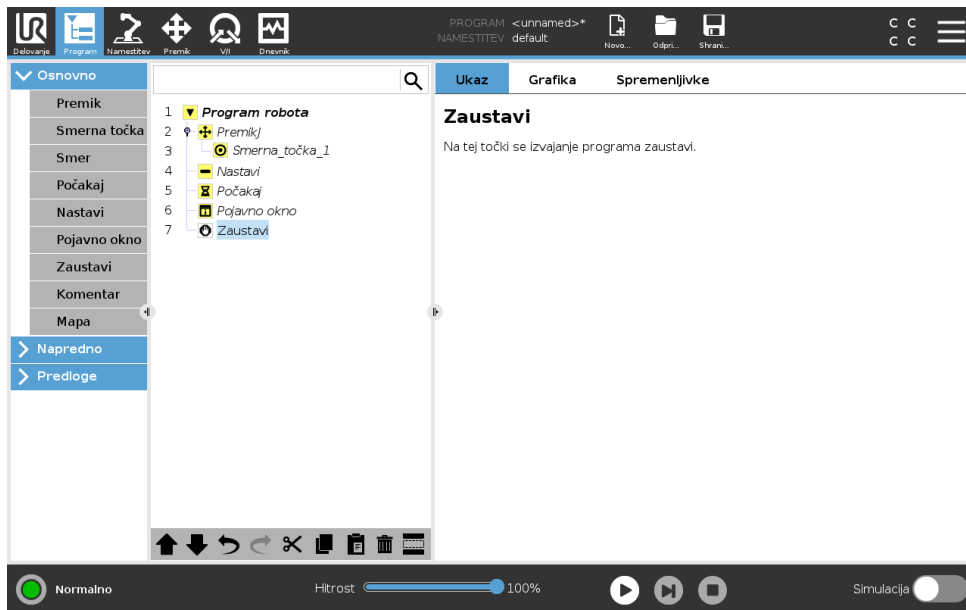 PROGRAM <unnamed>*
NAMESTITEV default
C C
C C
Delovanje Program Namestitev Premik V/I Dnevnik Novo... Odpri... Shrani...
Osnovno
Premik
Smerna točka
Smer
Počakaj
Nastavi
Pojavno okno
Zaustavi
Komentar
Mapa
Napredno
Predloge
1 Program robota
2 PremikJ
3 Smerna_točka_1
4 Nastavi
5 Počakaj
6 Pojavno okno
7 Zaustavi
Ukaz Grafika Spremenljivke
Zaustavi
Na tej točki se izvajanje programa zaustavi.
Normalno
Hitrost 100%
Simulacija